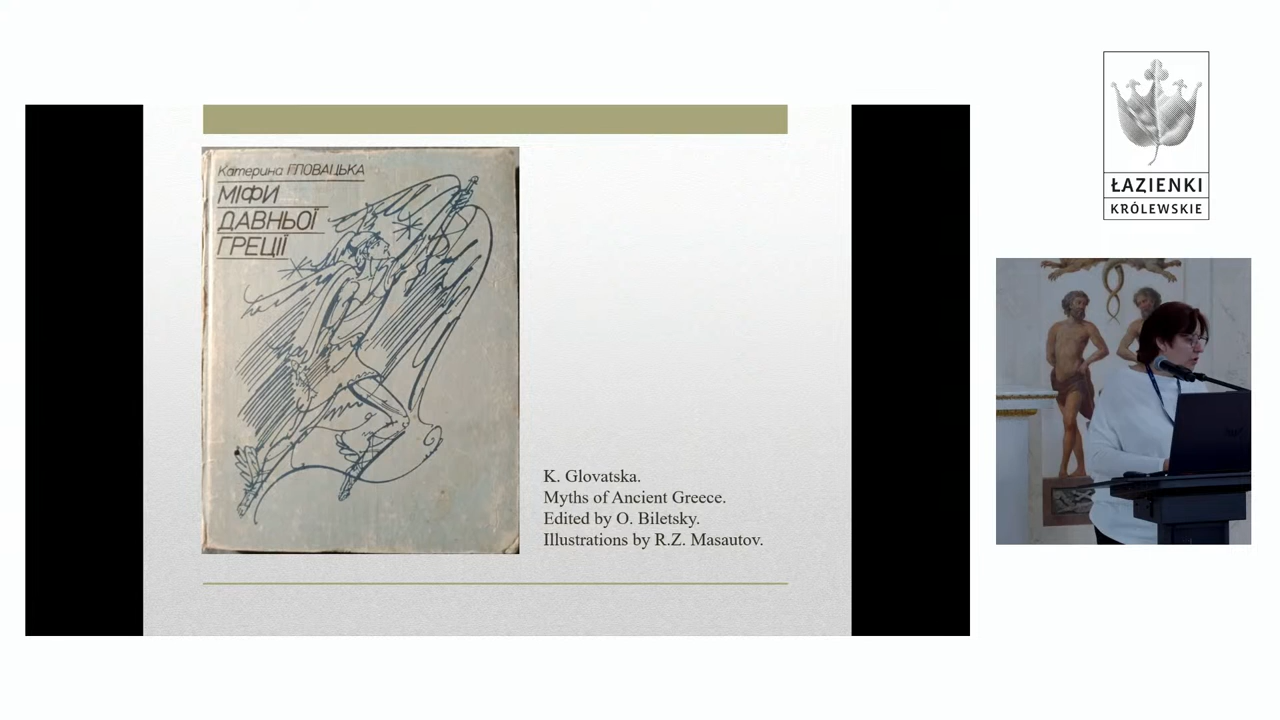 Катерина ГЛОВАЦЬКА
МІФИ
ДАВНЬОЇ
ГРЕЦІЇ
K. Glovatska.
Myths of Ancient Greece.
Edited by O. Biletsky.
Illustrations by R.Z. Masautov.
ŁAZIENKI
KRÓLEWSKIE